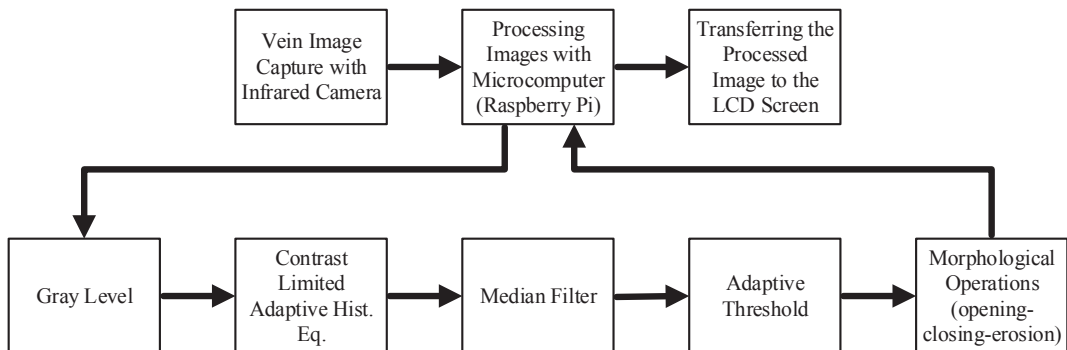 Vein Image
Capture with
Infrared Camera
Processing
Images with
Microcomputer
(Raspberry Pi)
Transferring the
Processed
Image to the
LCD Screen
Gray Level
Contrast
Limited
Adaptive Hist.
Eq.
Median Filter
Adaptive
Threshold
Morphological
Operations
(opening-
closing-erosion)